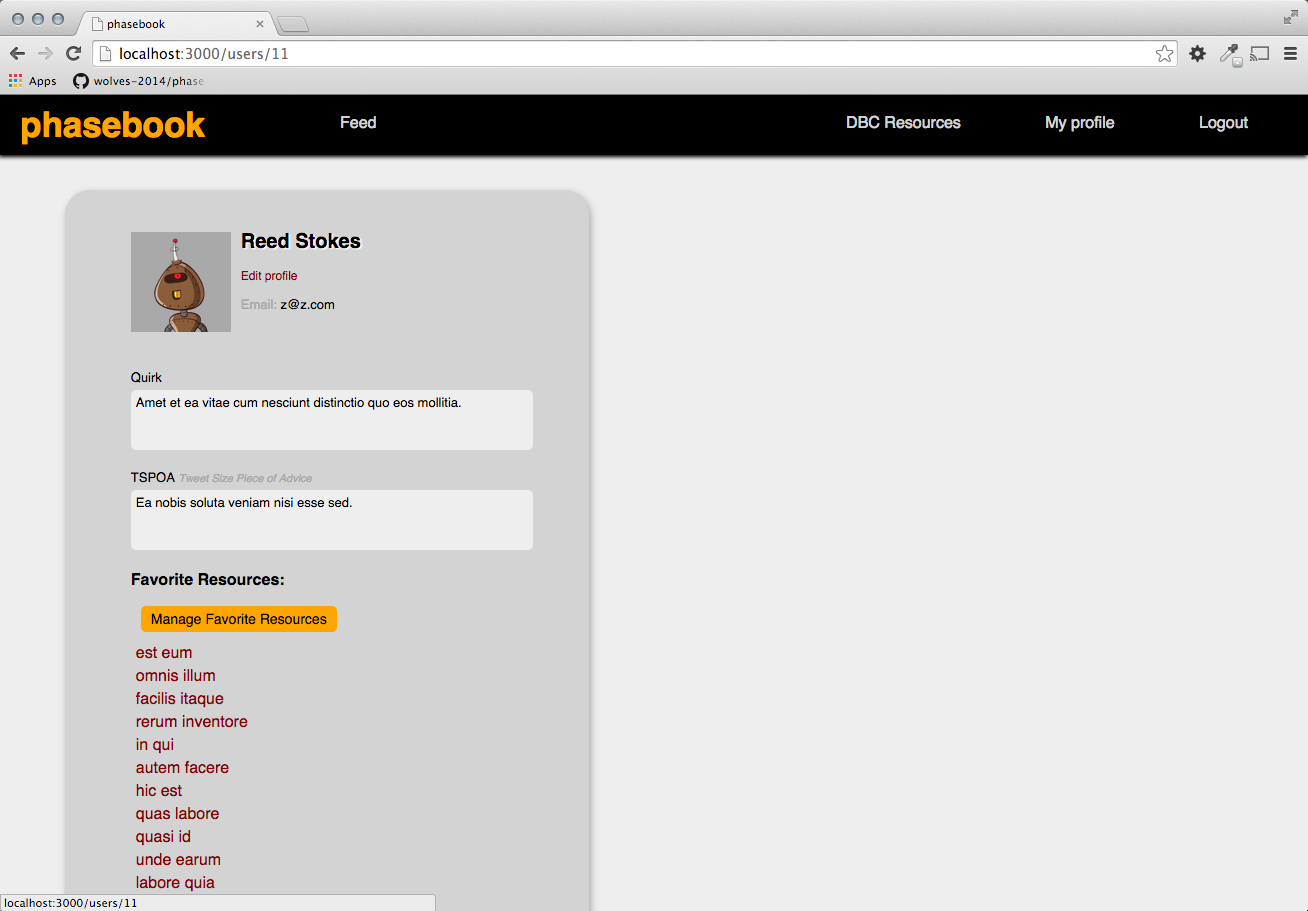 phasebook
localhost:3000/users/11
Apps wolves-2014/phase
phasebook Feed DBC Resources My profile Logout
Reed Stokes
Edit profile
Email: z@z.com
Quirk
Amet et ea vitae cum nesciunt distinctio quo eos mollitia.
TSPOA Tweet Size Piece of Advice
Ea nobis soluta veniam nisi esse sed.
Favorite Resources:
Manage Favorite Resources
est eum
omnis illum
facilis itaque
rerum inventore
in qui
autem facere
hic est
quas labore
quasi id
unde earum
labore quia
localhost:3000/users/11